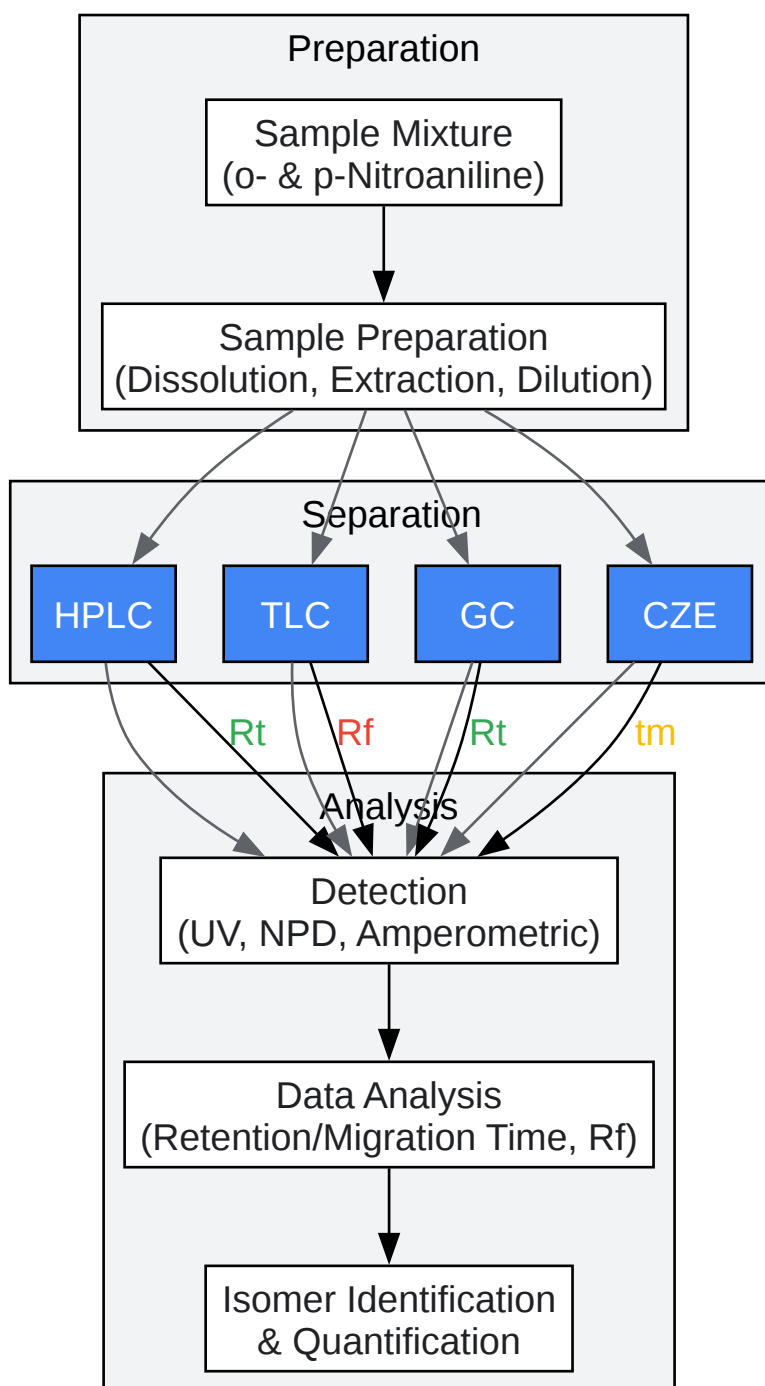 Preparation
Sample Mixture
(o- & p-Nitroaniline)
Sample Preparation
(Dissolution, Extraction, Dilution)
Separation
HPLC
TLC
GC
CZE
Rt
Rf
Rt
tm
Analysis
Detection
(UV, NPD, Amperometric)
Data Analysis
(Retention/Migration Time, Rf)
Isomer Identification
& Quantification